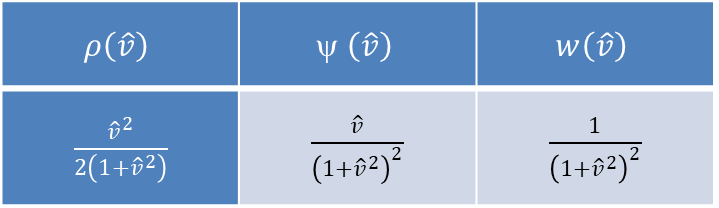 ρ(v̂) ψ (v̂) w(v̂)
v̂²/2(1+v̂²) v̂/(1+v̂²)² 1/(1+v̂²)²